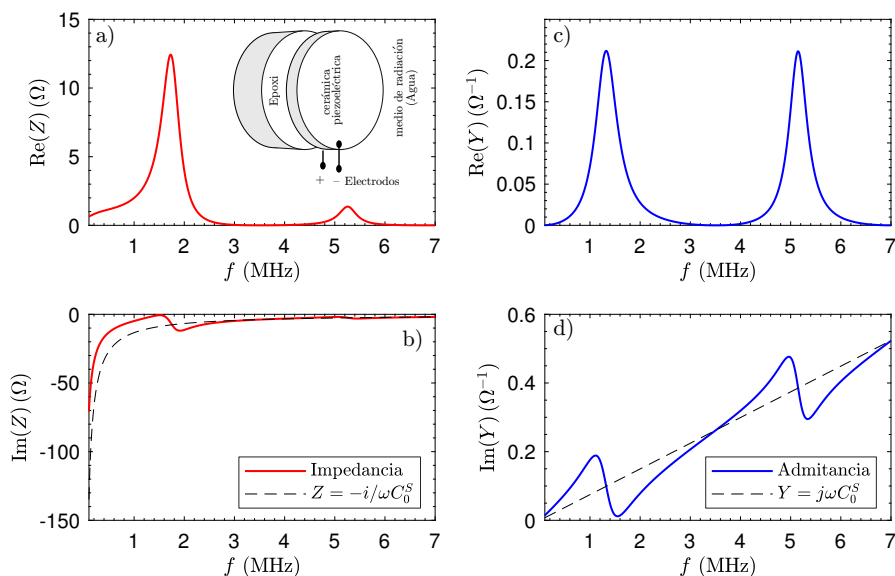 a)
Re(Z) (Ω)
15
10
5
0
1 2 3 4 5 6 7
f (MHz)
Epoxi
cerámica
piezoeléctrica
medio de radiación
(Agua)
+ − Electrodos
c)
Re(Y) (Ω⁻¹)
0.2
0.15
0.1
0.05
0
1 2 3 4 5 6 7
f (MHz)
b)
Im(Z) (Ω)
0
-50
-100
-150
1 2 3 4 5 6 7
f (MHz)
Impedancia
Z = −i/ωC₀ˢ
d)
Im(Y) (Ω⁻¹)
0.6
0.4
0.2
0
1 2 3 4 5 6 7
f (MHz)
Admitancia
Y = jωC₀ˢ